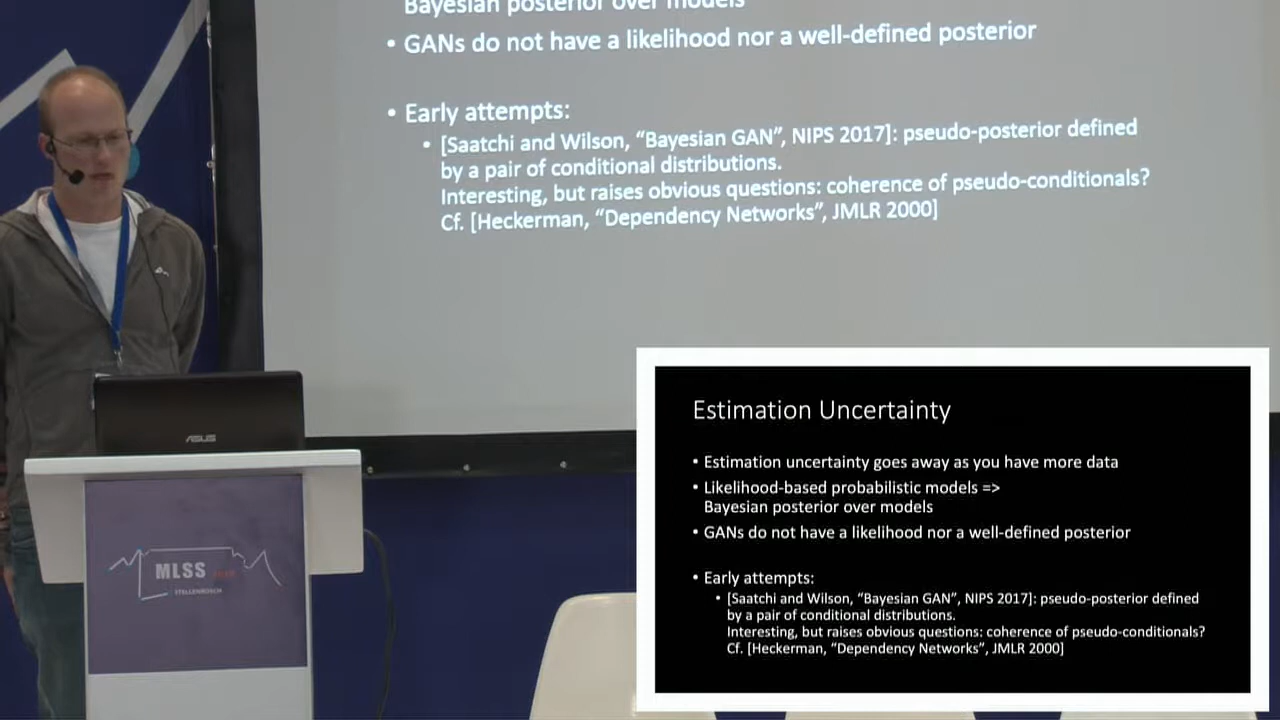 Bayesian posterior over models
• GANs do not have a likelihood nor a well-defined posterior
• Early attempts:
• [Saatchi and Wilson, “Bayesian GAN”, NIPS 2017]: pseudo-posterior defined
by a pair of conditional distributions.
Interesting, but raises obvious questions: coherence of pseudo-conditionals?
Cf. [Heckerman, “Dependency Networks”, JMLR 2000]
ASUS
MLSS
STELLENBOSCH
Estimation Uncertainty
• Estimation uncertainty goes away as you have more data
• Likelihood-based probabilistic models =>
Bayesian posterior over models
• GANs do not have a likelihood nor a well-defined posterior
• Early attempts:
• [Saatchi and Wilson, “Bayesian GAN”, NIPS 2017]: pseudo-posterior defined
by a pair of conditional distributions.
Interesting, but raises obvious questions: coherence of pseudo-conditionals?
Cf. [Heckerman, “Dependency Networks”, JMLR 2000]